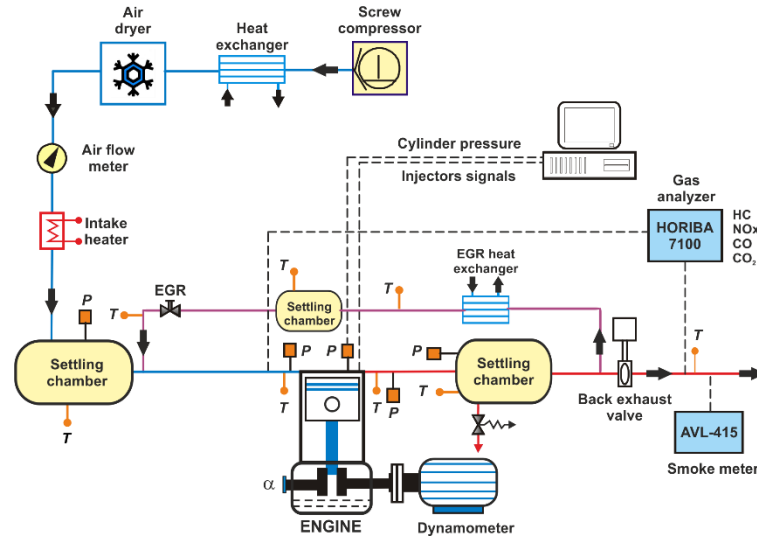 Air
dryer
Heat
exchanger
Screw
compressor
Air flow
meter
Cylinder pressure
Injectors signals
Gas
analyzer
HORIBA
7100
HC
NOx
CO
CO₂
Intake
heater
EGR
T
T
P
Settling
chamber
T
EGR heat
exchanger
T
P
Settling
chamber
T
P
P
T
T
P
P
Settling
chamber
T
Back exhaust
valve
T
AVL-415
Smoke meter
α
ENGINE
Dynamometer